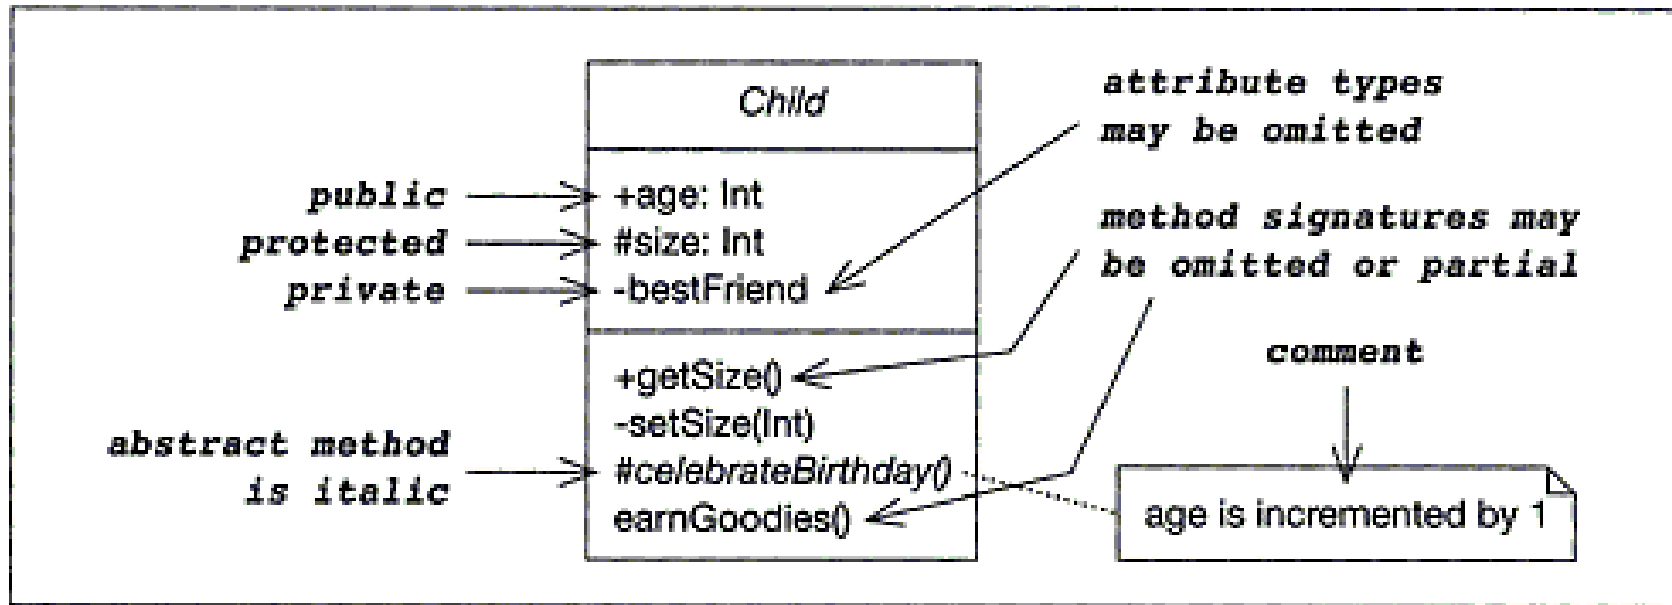 Child
+age: Int
#size: Int
-bestFriend
+getSize()
-setSize(Int)
#celebrateBirthday()
earnGoodies()
public
protected
private
abstract method
is italic
attribute types
may be omitted
method signatures may
be omitted or partial
comment
age is incremented by 1